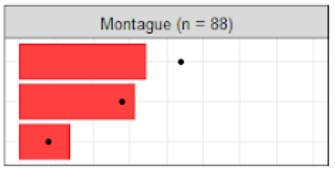 Montague (n = 88)